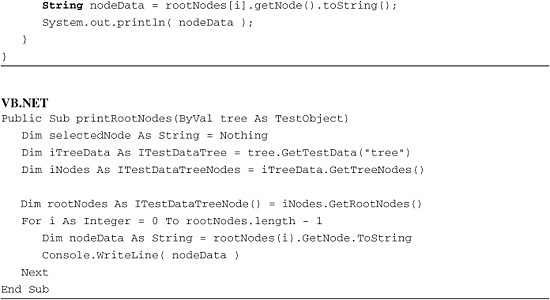 String nodeData = rootNodes[i].getNode().toString();
System.out.println( nodeData );
}
}
VB.NET
Public Sub printRootNodes(ByVal tree As TestObject)
Dim selectedNode As String = Nothing
Dim iTreeData As ITestDataTree = tree.GetTestData("tree")
Dim iNodes As ITestDataTreeNodes = iTreeData.GetTreeNodes()
Dim rootNodes As ITestDataTreeNode() = iNodes.GetRootNodes()
For i As Integer = 0 To rootNodes.length - 1
Dim nodeData As String = rootNodes(i).GetNode.ToString
Console.WriteLine( nodeData )
Next
End Sub